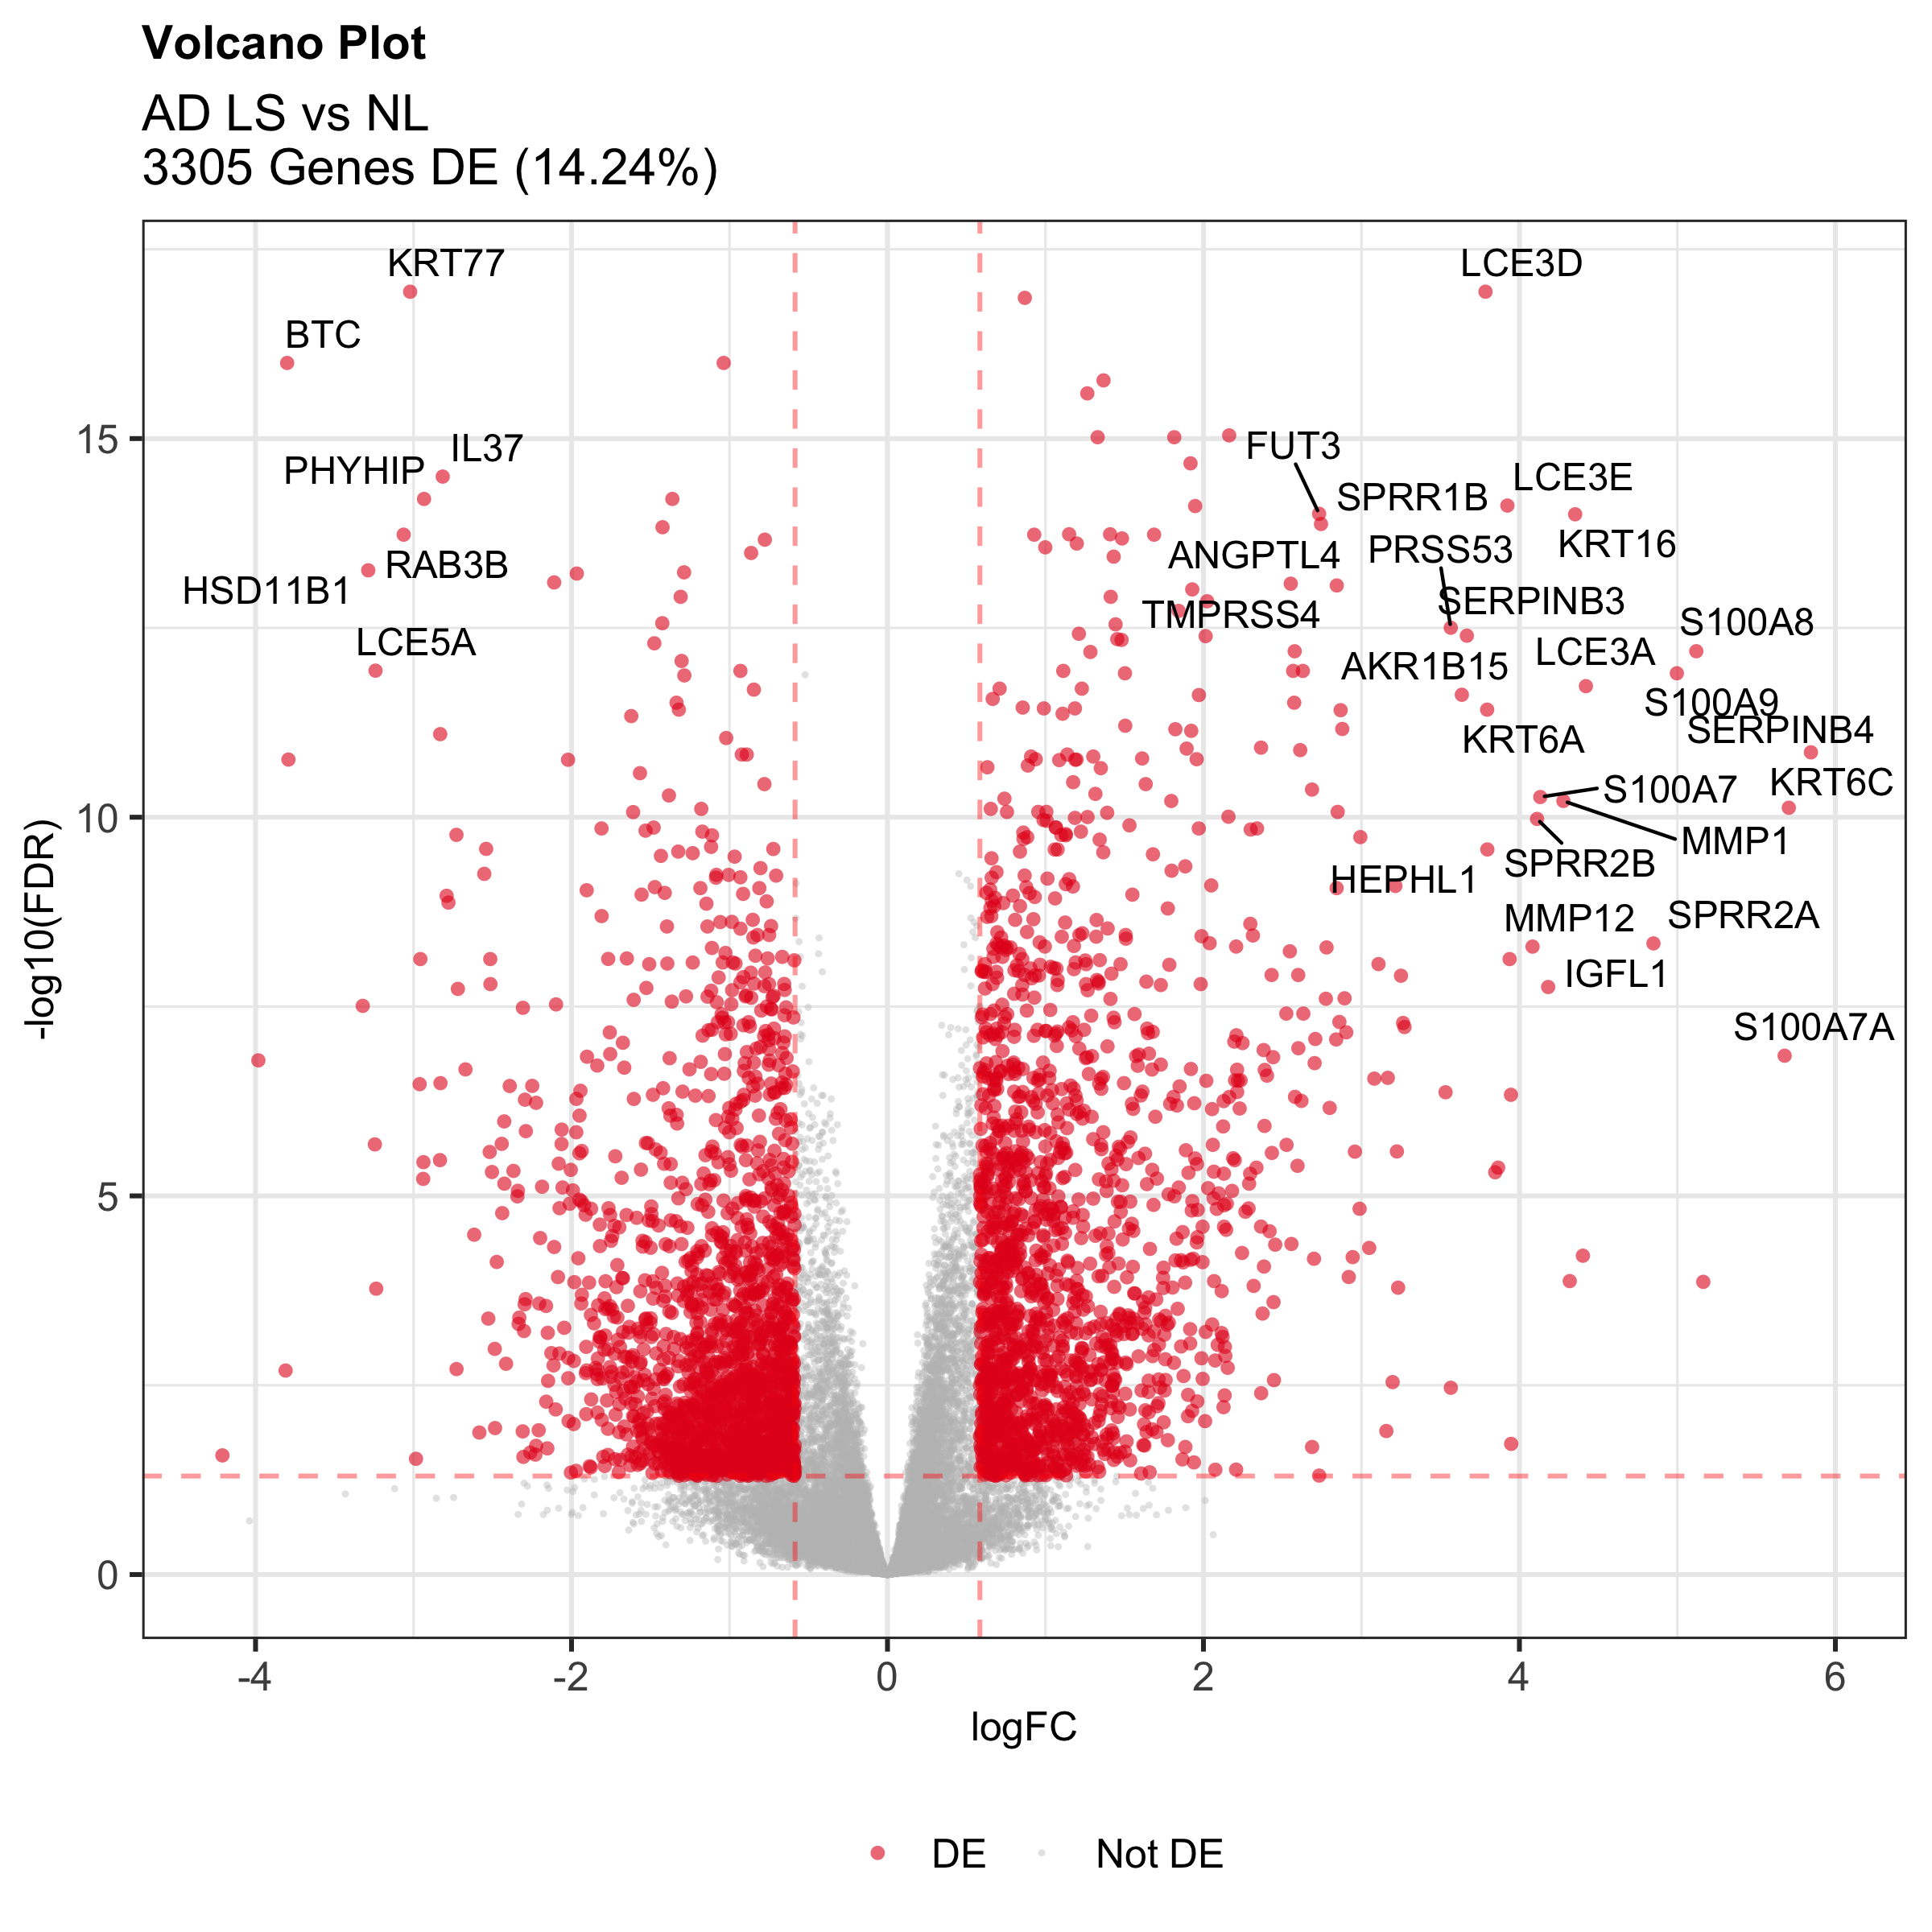 Volcano Plot
AD LS vs NL
3305 Genes DE (14.24%)
KRT77
LCE3D
BTC
IL37
FUT3
PHYHIP
LCE3E
SPRR1B
KRT16
ANGPTL4
PRSS53
RAB3B
HSD11B1
SERPINB3
TMPRSS4
S100A8
LCE5A
LCE3A
AKR1B15
S100A9
SERPINB4
KRT6A
KRT6C
S100A7
MMP1
SPRR2B
HEPHL1
MMP12
SPRR2A
IGFL1
S100A7A
15
10
5
0
-log10(FDR)
-4
-2
0
2
4
6
logFC
DE
Not DE